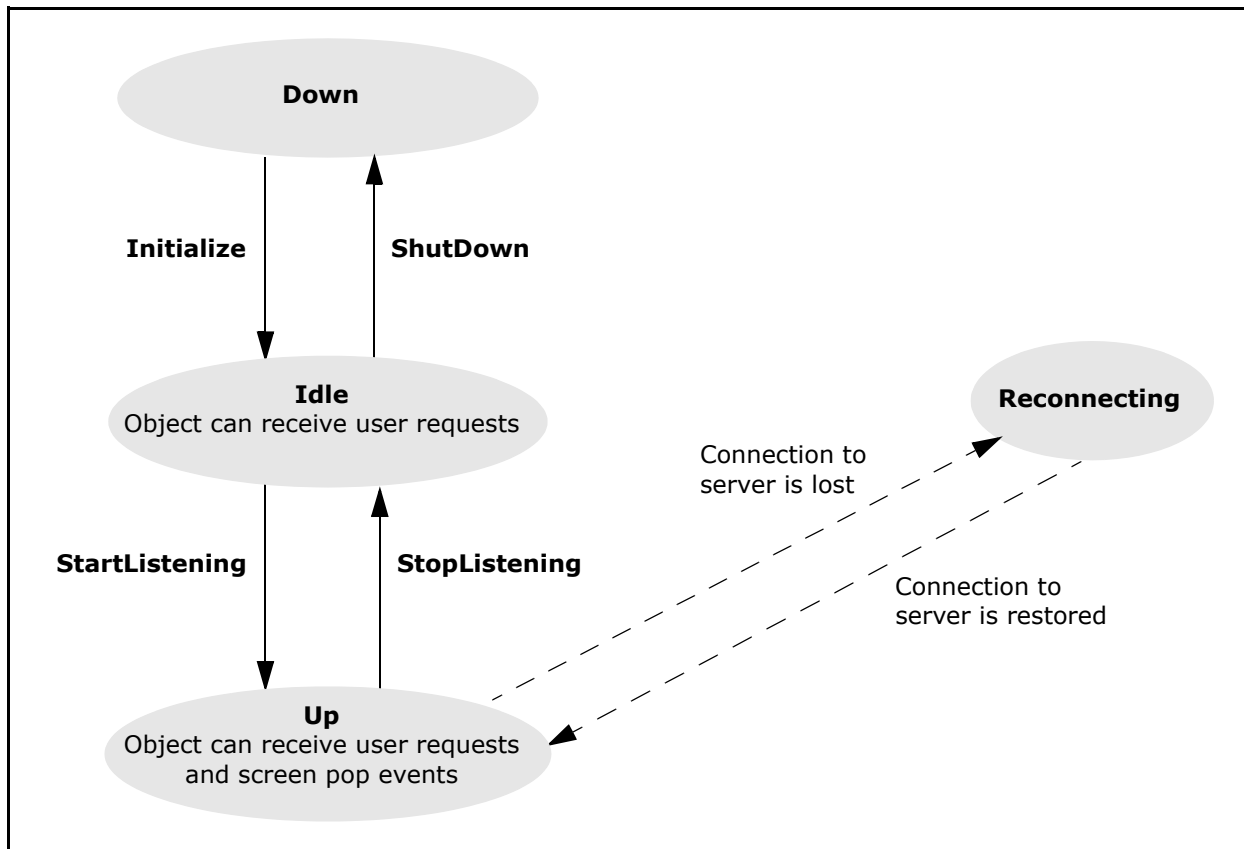 Down
Initialize
ShutDown
Idle
Object can receive user requests
Reconnecting
Connection to
server is lost
StartListening
StopListening
Connection to
server is restored
Up
Object can receive user requests
and screen pop events